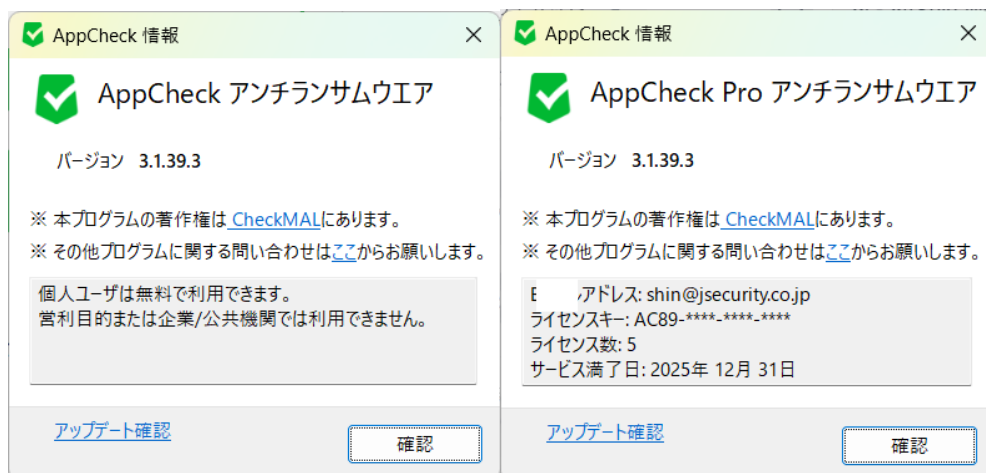 AppCheck 情報
AppCheck アンチランサムウエア
バージョン 3.1.39.3
※ 本プログラムの著作権は CheckMALにあります。
※ その他プログラムに関する問い合わせはここからお願いします。
個人ユーザは無料で利用できます。
営利目的または企業/公共機関では利用できません。
アップデート確認
確認
AppCheck 情報
AppCheck Pro アンチランサムウエア
バージョン 3.1.39.3
※ 本プログラムの著作権は CheckMALにあります。
※ その他プログラムに関する問い合わせはここからお願いします。
アドレス: shin@jsecurity.co.jp
ライセンスキー: AC89-****-****-****
ライセンス数: 5
サービス満了日: 2025年 12月 31日
アップデート確認
確認